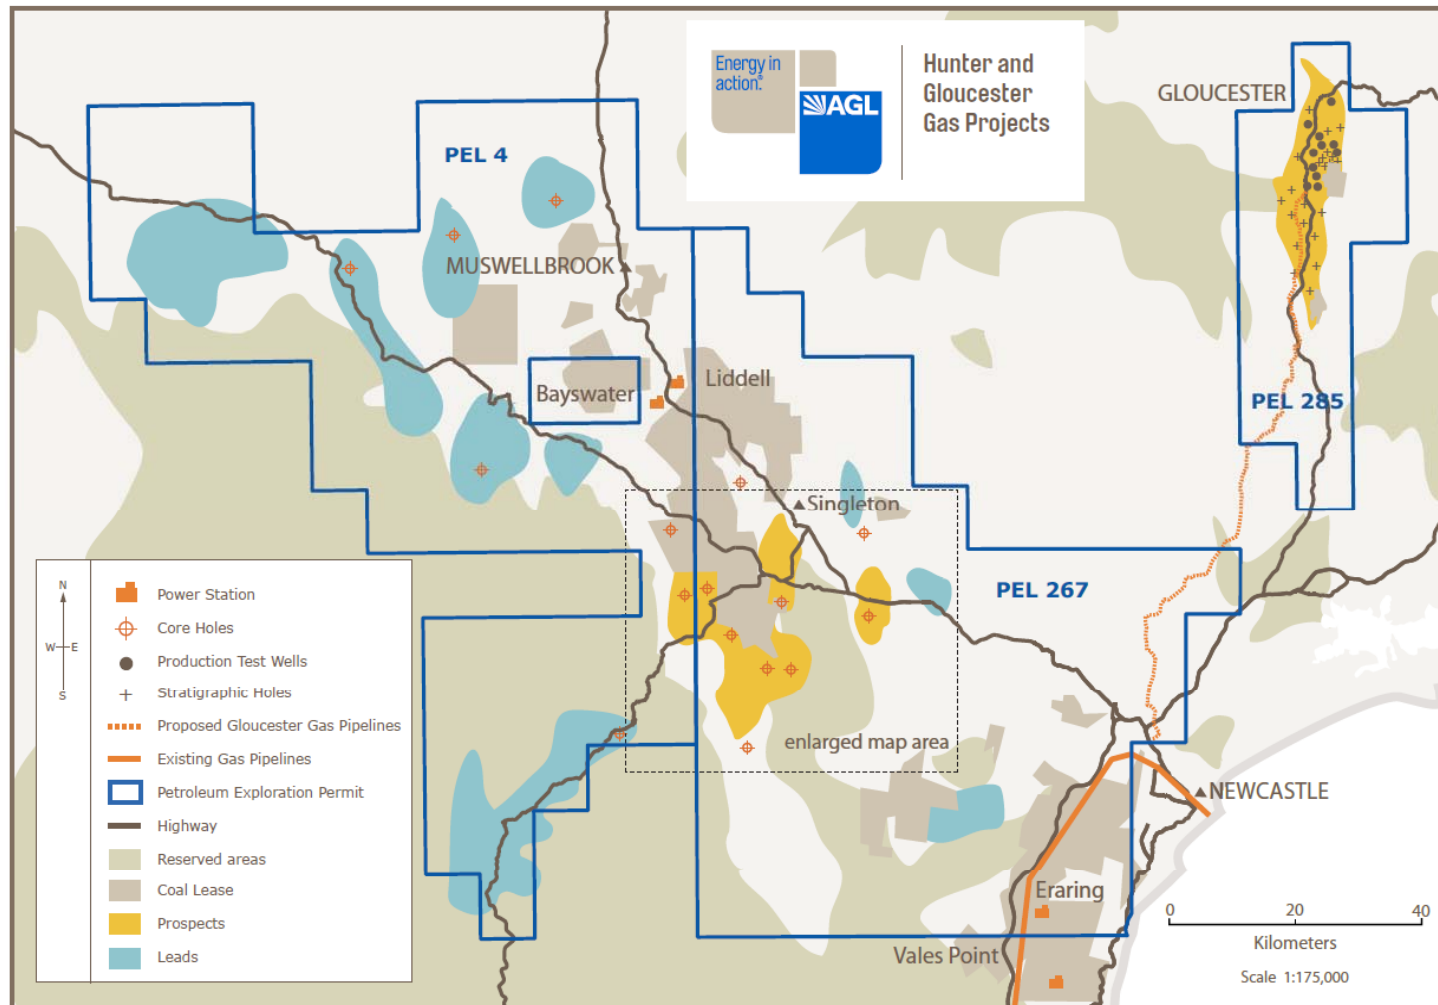 Energy in
action.®
AGL
Hunter and
Gloucester
Gas Projects
GLOUCESTER
PEL 4
MUSWELLBROOK
Bayswater
Liddell
PEL 285
Singleton
PEL 267
enlarged map area
NEWCASTLE
Eraring
Vales Point
N
W
E
S
Power Station
Core Holes
Production Test Wells
Stratigraphic Holes
Proposed Gloucester Gas Pipelines
Existing Gas Pipelines
Petroleum Exploration Permit
Highway
Reserved areas
Coal Lease
Prospects
Leads
0 20 40
Kilometers
Scale 1:175,000